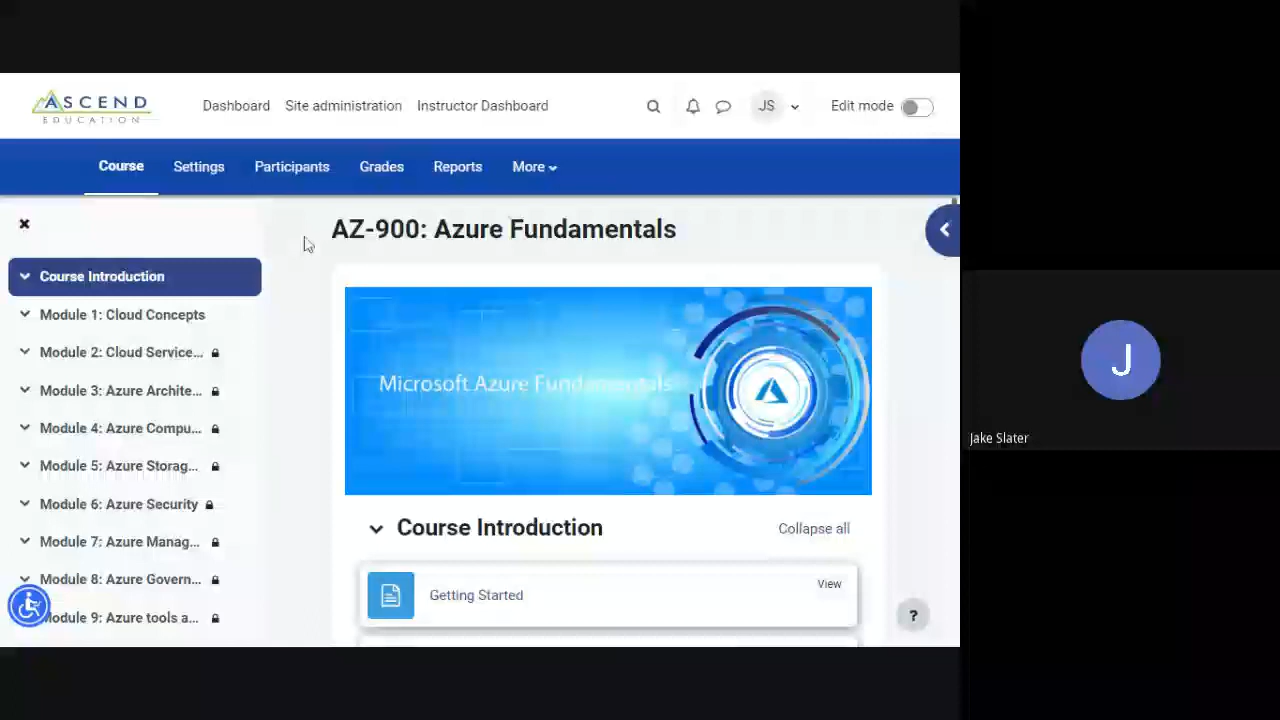 ASCEND
EDUCATION
Dashboard Site administration Instructor Dashboard
JS
Edit mode
Course Settings Participants Grades Reports More
AZ-900: Azure Fundamentals
Course Introduction
Module 1: Cloud Concepts
Module 2: Cloud Service...
Module 3: Azure Archite...
Module 4: Azure Compu...
Module 5: Azure Storag...
Module 6: Azure Security
Module 7: Azure Manag...
Module 8: Azure Govern...
Module 9: Azure tools a...
Microsoft Azure Fundamentals
Course Introduction
Collapse all
Getting Started
View
?
J
Jake Slater